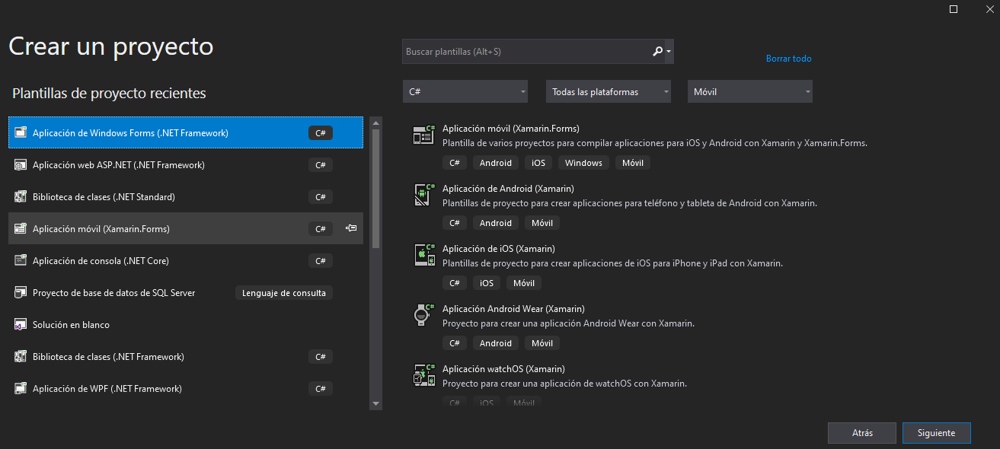 Crear un proyecto
Plantillas de proyecto recientes
Aplicación de Windows Forms (.NET Framework) C#
Aplicación web ASP.NET (.NET Framework) C#
Biblioteca de clases (.NET Standard) C#
Aplicación móvil (Xamarin.Forms) C#
Aplicación de consola (.NET Core) C#
Proyecto de base de datos de SQL Server Lenguaje de consulta
Solución en blanco
Biblioteca de clases (.NET Framework) C#
Aplicación de WPF (.NET Framework) C#
Buscar plantillas (Alt+S)
Borrar todo
C# Todas las plataformas Móvil
Aplicación móvil (Xamarin.Forms)
Plantilla de varios proyectos para compilar aplicaciones para iOS y Android con Xamarin y Xamarin.Forms.
C# Android iOS Windows Móvil
Aplicación de Android (Xamarin)
Plantillas de proyecto para crear aplicaciones para teléfono y tableta de Android con Xamarin.
C# Android Móvil
Aplicación de iOS (Xamarin)
Plantillas de proyecto para crear aplicaciones de iOS para iPhone y iPad con Xamarin.
C# iOS Móvil
Aplicación Android Wear (Xamarin)
Proyecto para crear una aplicación Android Wear con Xamarin.
C# Android Móvil
Aplicación watchOS (Xamarin)
Proyecto para crear una aplicación de watchOS con Xamarin.
C# iOS Móvil
Atrás Siguiente